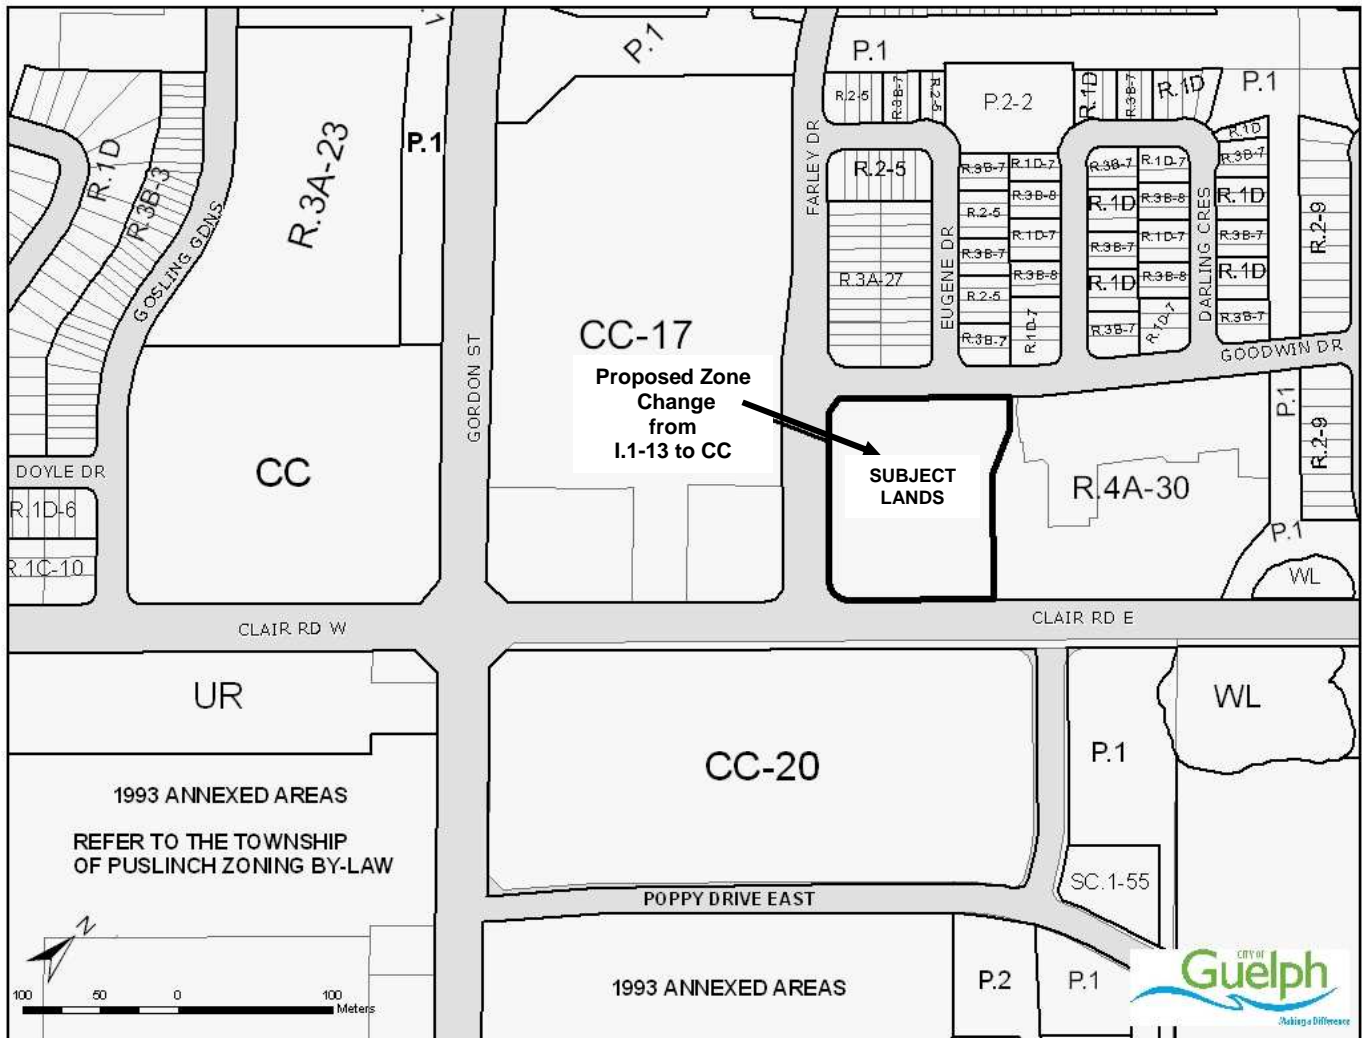 P.1
P.1
P.1
R.2-5
R.3B-7
R.2-5
P.2-2
R.1D
R.3B-7
R.1D
P.1
R.1D
R.3B-3
GOSLING GDNS
R.3A-23
P.1
FARLEY DR
R.2-5
R.3A-27
EUGENE DR
R.3B-7
R.1D-7
R.3B-8
R.2-5
R.1D-7
R.3B-7
R.3B-8
R.2-5
R.3B-7
R.1D-7
R.3B-7
R.1D-7
R.1D
R.3B-8
R.3B-7
R.1D-7
R.1D
R.3B-8
R.3B-7
R.1D-7
DARLING CRES
R.1D
R.3B-7
R.1D
R.3B-7
R.1D
R.3B-7
R.2-9
GOODWIN DR
CC-17
Proposed Zone
Change
from
I.1-13 to CC
GORDON ST
CC
DOYLE DR
R.1D-6
R.1C-10
SUBJECT
LANDS
R.4A-30
P.1
R.2-9
P.1
WL
CLAIR RD W
CLAIR RD E
UR
CC-20
P.1
WL
1993 ANNEXED AREAS
REFER TO THE TOWNSHIP
OF PUSLINCH ZONING BY-LAW
SC.1-55
POPPY DRIVE EAST
1993 ANNEXED AREAS
P.2
P.1
N
100 50 0 100
Meters
CITY OF
Guelph
Making a Difference